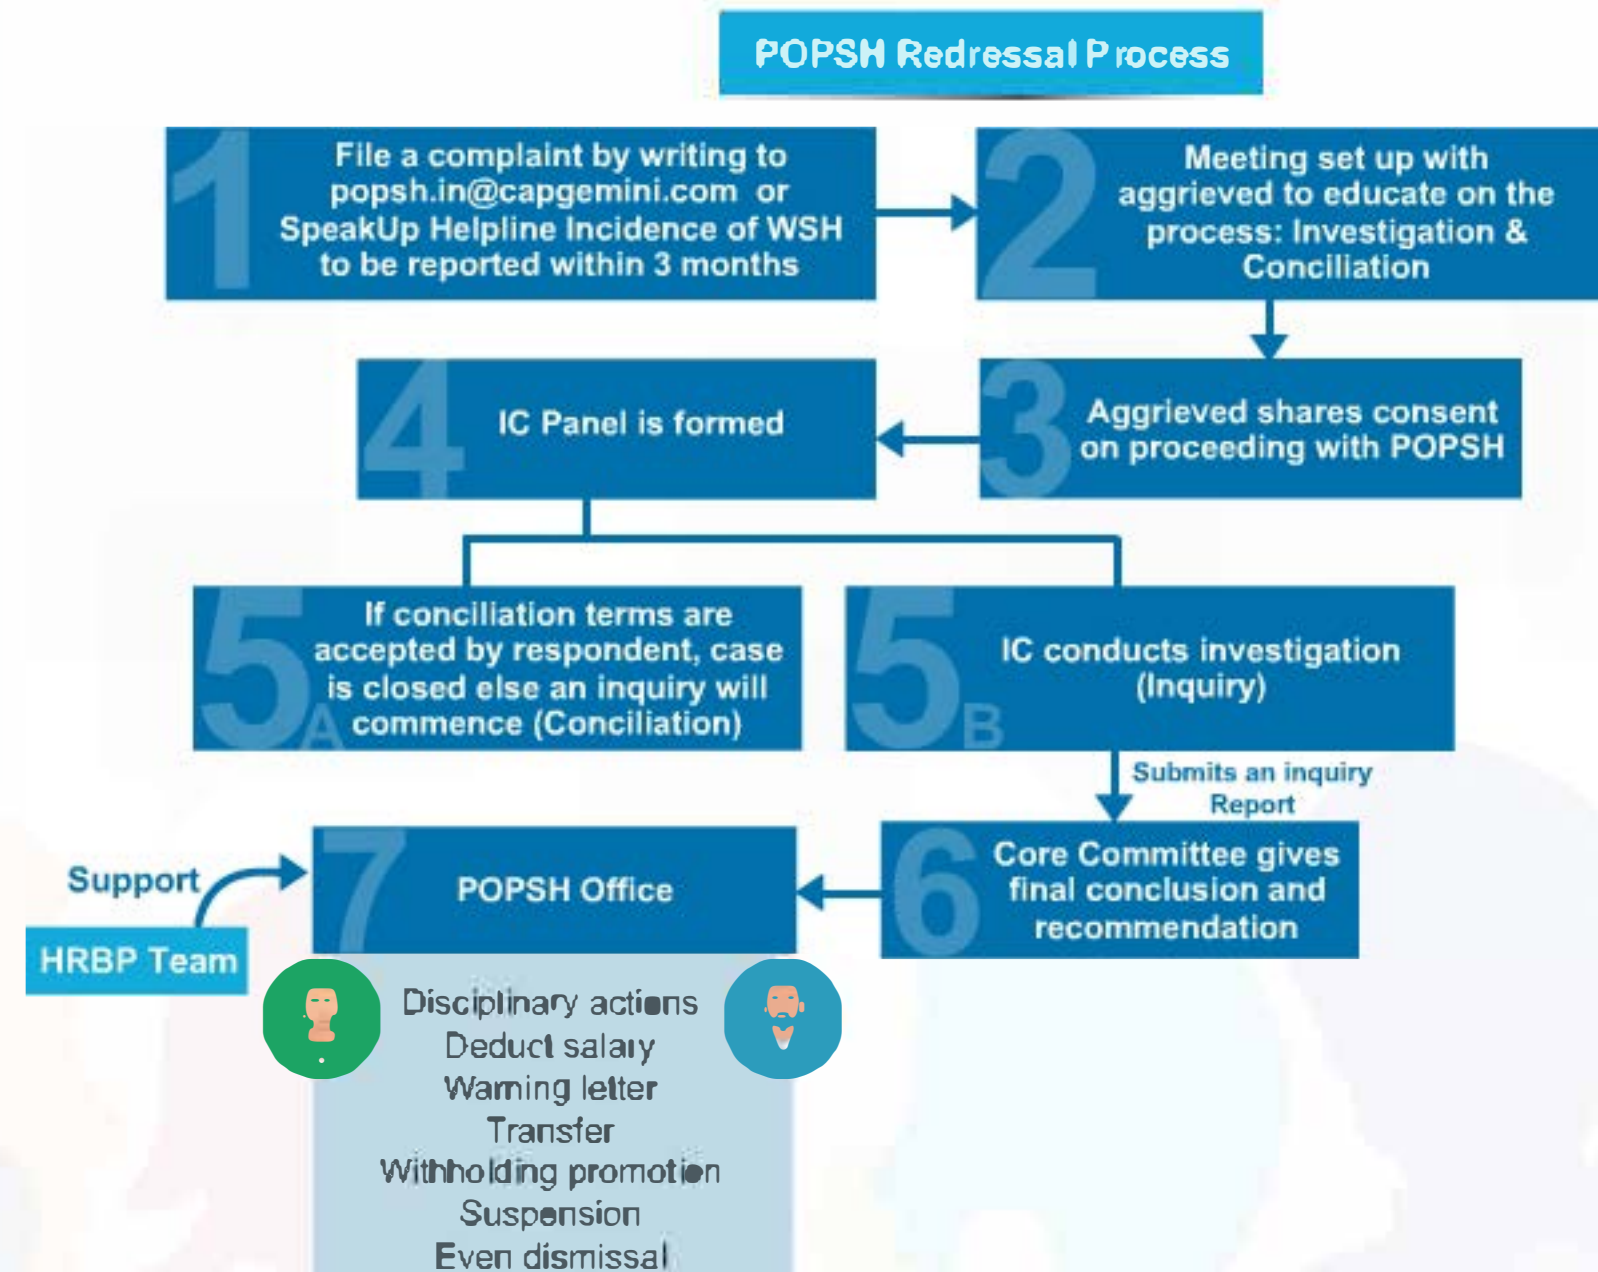 POPSH Redressal Process
1
File a complaint by writing to
popsh.in@capgemini.com or
SpeakUp Helpline Incidence of WSH
to be reported within 3 months
2
Meeting set up with
aggrieved to educate on the
process: Investigation &
Conciliation
3
Aggrieved shares consent
on proceeding with POPSH
4
IC Panel is formed
5A
If conciliation terms are
accepted by respondent, case
is closed else an inquiry will
commence (Conciliation)
5B
IC conducts investigation
(Inquiry)
Submits an inquiry
Report
6
Core Committee gives
final conclusion and
recommendation
7
POPSH Office
Support
HRBP Team
Disciplinary actions
Deduct salary
Warning letter
Transfer
Withholding promotion
Suspension
Even dismissal